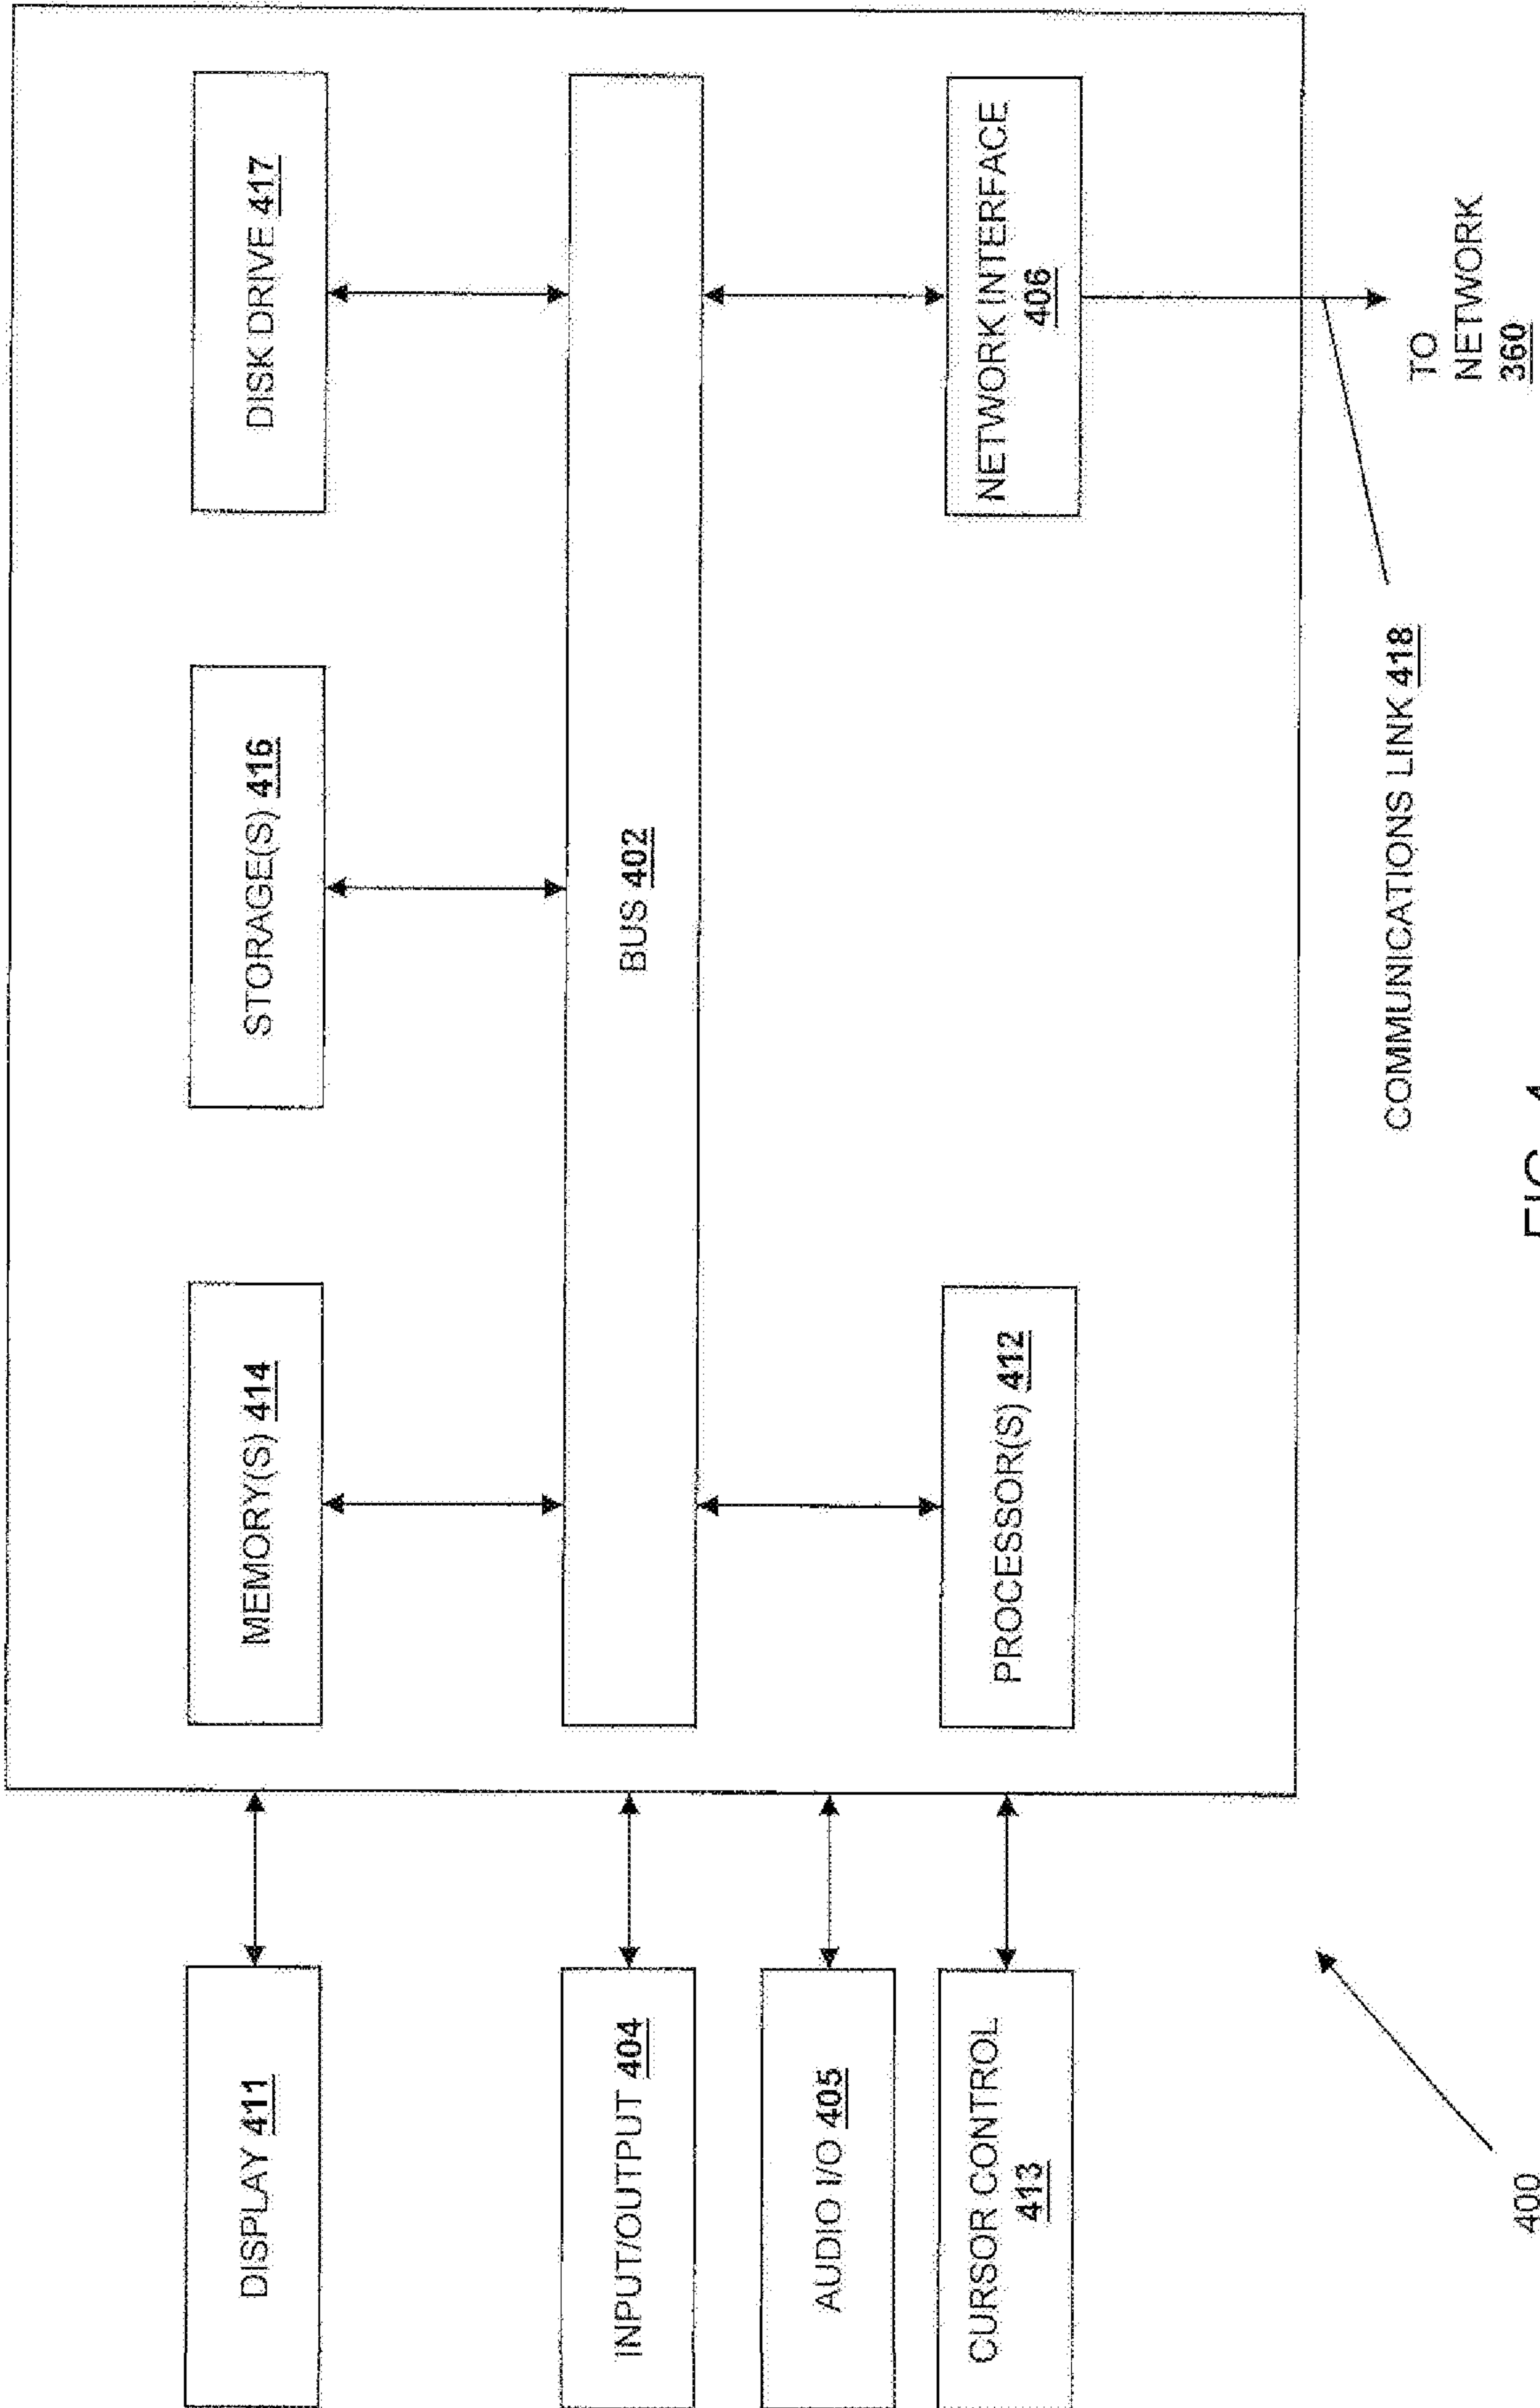 DISPLAY 411
MEMORY(S) 414
STORAGE(S) 416
DISK DRIVE 417
INPUT/OUTPUT 404
BUS 402
AUDIO I/O 405
CURSOR CONTROL
413
PROCESSOR(S) 412
NETWORK INTERFACE
406
COMMUNICATIONS LINK 418
TO
NETWORK
360
400